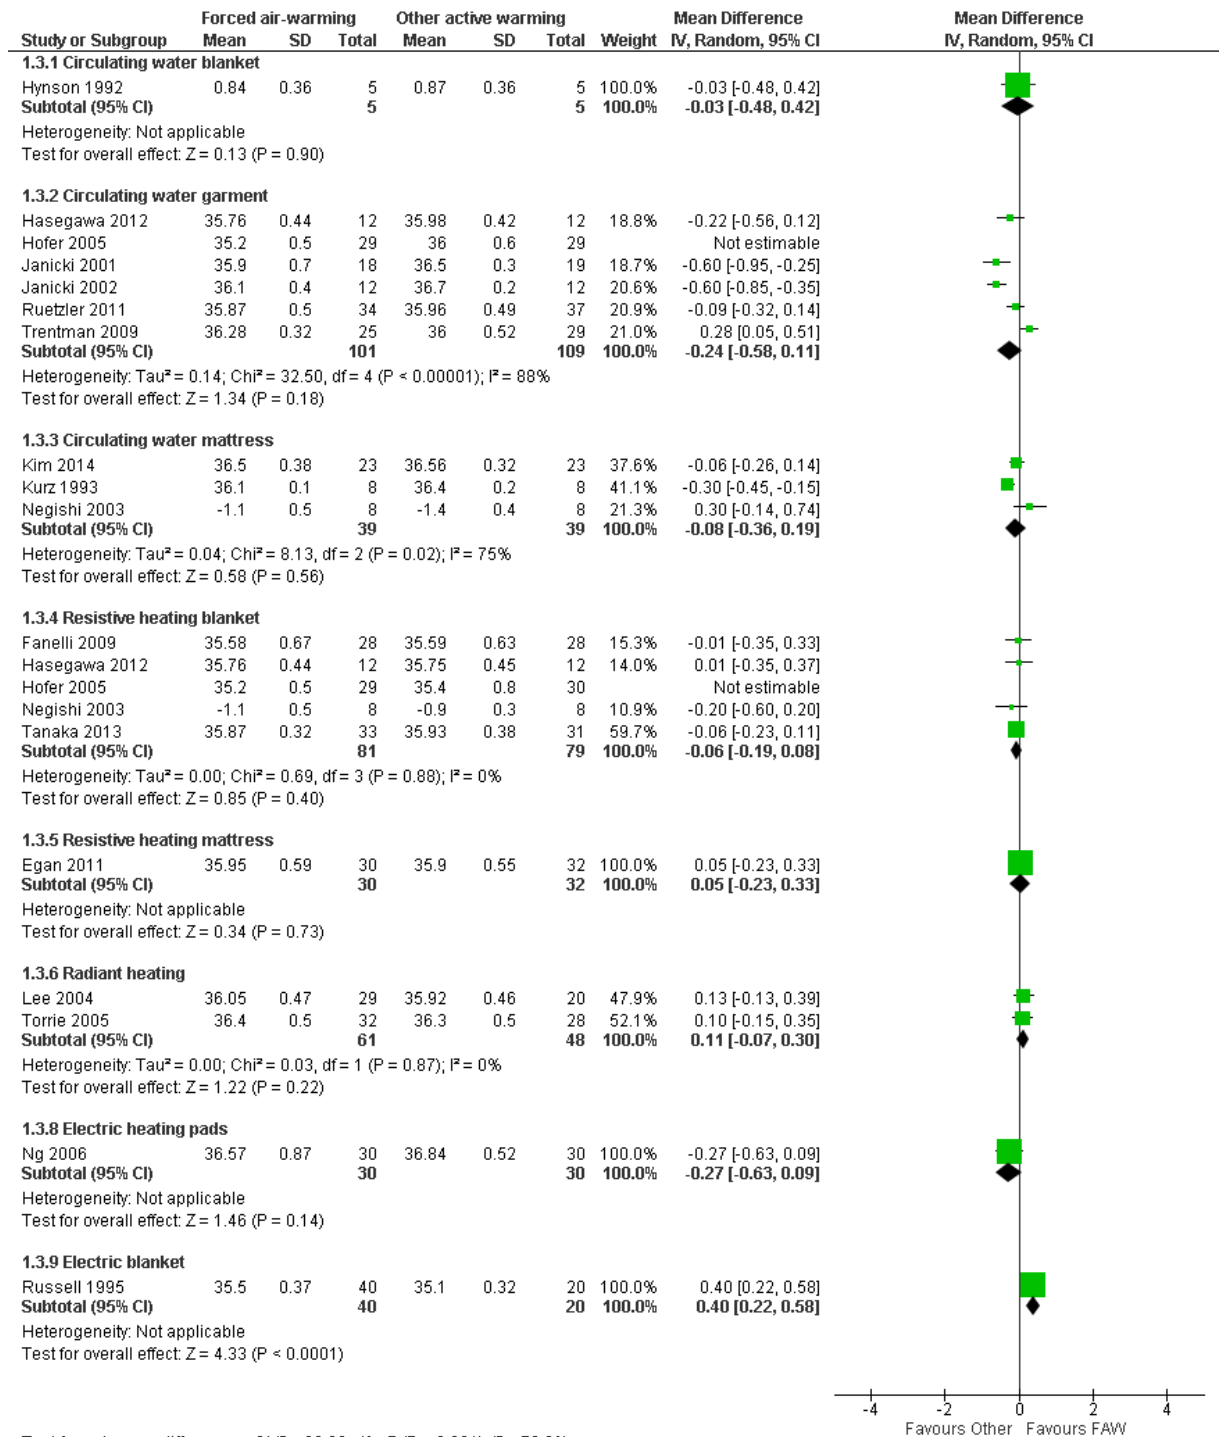 Forced air-warming Other active warming Mean Difference Mean Difference
Study or Subgroup Mean SD Total Mean SD Total Weight IV, Random, 95% CI IV, Random, 95% CI
1.3.1 Circulating water blanket
Hynson 1992 0.84 0.36 5 0.87 0.36 5 100.0% -0.03 [-0.48, 0.42]
Subtotal (95% CI) 5 5 100.0% -0.03 [-0.48, 0.42]
Heterogeneity: Not applicable
Test for overall effect: Z = 0.13 (P = 0.90)
1.3.2 Circulating water garment
Hasegawa 2012 35.76 0.44 12 35.98 0.42 12 18.8% -0.22 [-0.56, 0.12]
Hofer 2005 35.2 0.5 29 36 0.6 29 Not estimable
Janicki 2001 35.9 0.7 18 36.5 0.3 19 18.7% -0.60 [-0.95, -0.25]
Janicki 2002 36.1 0.4 12 36.7 0.2 12 20.6% -0.60 [-0.85, -0.35]
Ruetzler 2011 35.87 0.5 34 35.96 0.49 37 20.9% -0.09 [-0.32, 0.14]
Trentman 2009 36.28 0.32 25 36 0.52 29 21.0% 0.28 [0.05, 0.51]
Subtotal (95% CI) 101 109 100.0% -0.24 [-0.58, 0.11]
Heterogeneity: Tau² = 0.14; Chi² = 32.50, df = 4 (P < 0.00001); I² = 88%
Test for overall effect: Z = 1.34 (P = 0.18)
1.3.3 Circulating water mattress
Kim 2014 36.5 0.38 23 36.56 0.32 23 37.6% -0.06 [-0.26, 0.14]
Kurz 1993 36.1 0.1 8 36.4 0.2 8 41.1% -0.30 [-0.45, -0.15]
Negishi 2003 -1.1 0.5 8 -1.4 0.4 8 21.3% 0.30 [-0.14, 0.74]
Subtotal (95% CI) 39 39 100.0% -0.08 [-0.36, 0.19]
Heterogeneity: Tau² = 0.04; Chi² = 8.13, df = 2 (P = 0.02); I² = 75%
Test for overall effect: Z = 0.58 (P = 0.56)
1.3.4 Resistive heating blanket
Fanelli 2009 35.58 0.67 28 35.59 0.63 28 15.3% -0.01 [-0.35, 0.33]
Hasegawa 2012 35.76 0.44 12 35.75 0.45 12 14.0% 0.01 [-0.35, 0.37]
Hofer 2005 35.2 0.5 29 35.4 0.8 30 Not estimable
Negishi 2003 -1.1 0.5 8 -0.9 0.3 8 10.9% -0.20 [-0.60, 0.20]
Tanaka 2013 35.87 0.32 33 35.93 0.38 31 59.7% -0.06 [-0.23, 0.11]
Subtotal (95% CI) 81 79 100.0% -0.06 [-0.19, 0.08]
Heterogeneity: Tau² = 0.00; Chi² = 0.69, df = 3 (P = 0.88); I² = 0%
Test for overall effect: Z = 0.85 (P = 0.40)
1.3.5 Resistive heating mattress
Egan 2011 35.95 0.59 30 35.9 0.55 32 100.0% 0.05 [-0.23, 0.33]
Subtotal (95% CI) 30 32 100.0% 0.05 [-0.23, 0.33]
Heterogeneity: Not applicable
Test for overall effect: Z = 0.34 (P = 0.73)
1.3.6 Radiant heating
Lee 2004 36.05 0.47 29 35.92 0.46 20 47.9% 0.13 [-0.13, 0.39]
Torrie 2005 36.4 0.5 32 36.3 0.5 28 52.1% 0.10 [-0.15, 0.35]
Subtotal (95% CI) 61 48 100.0% 0.11 [-0.07, 0.30]
Heterogeneity: Tau² = 0.00; Chi² = 0.03, df = 1 (P = 0.87); I² = 0%
Test for overall effect: Z = 1.22 (P = 0.22)
1.3.8 Electric heating pads
Ng 2006 36.57 0.87 30 36.84 0.52 30 100.0% -0.27 [-0.63, 0.09]
Subtotal (95% CI) 30 30 100.0% -0.27 [-0.63, 0.09]
Heterogeneity: Not applicable
Test for overall effect: Z = 1.46 (P = 0.14)
1.3.9 Electric blanket
Russell 1995 35.5 0.37 40 35.1 0.32 20 100.0% 0.40 [0.22, 0.58]
Subtotal (95% CI) 40 20 100.0% 0.40 [0.22, 0.58]
Heterogeneity: Not applicable
Test for overall effect: Z = 4.33 (P < 0.0001)
-4 -2 0 2 4
Favours Other Favours FAW